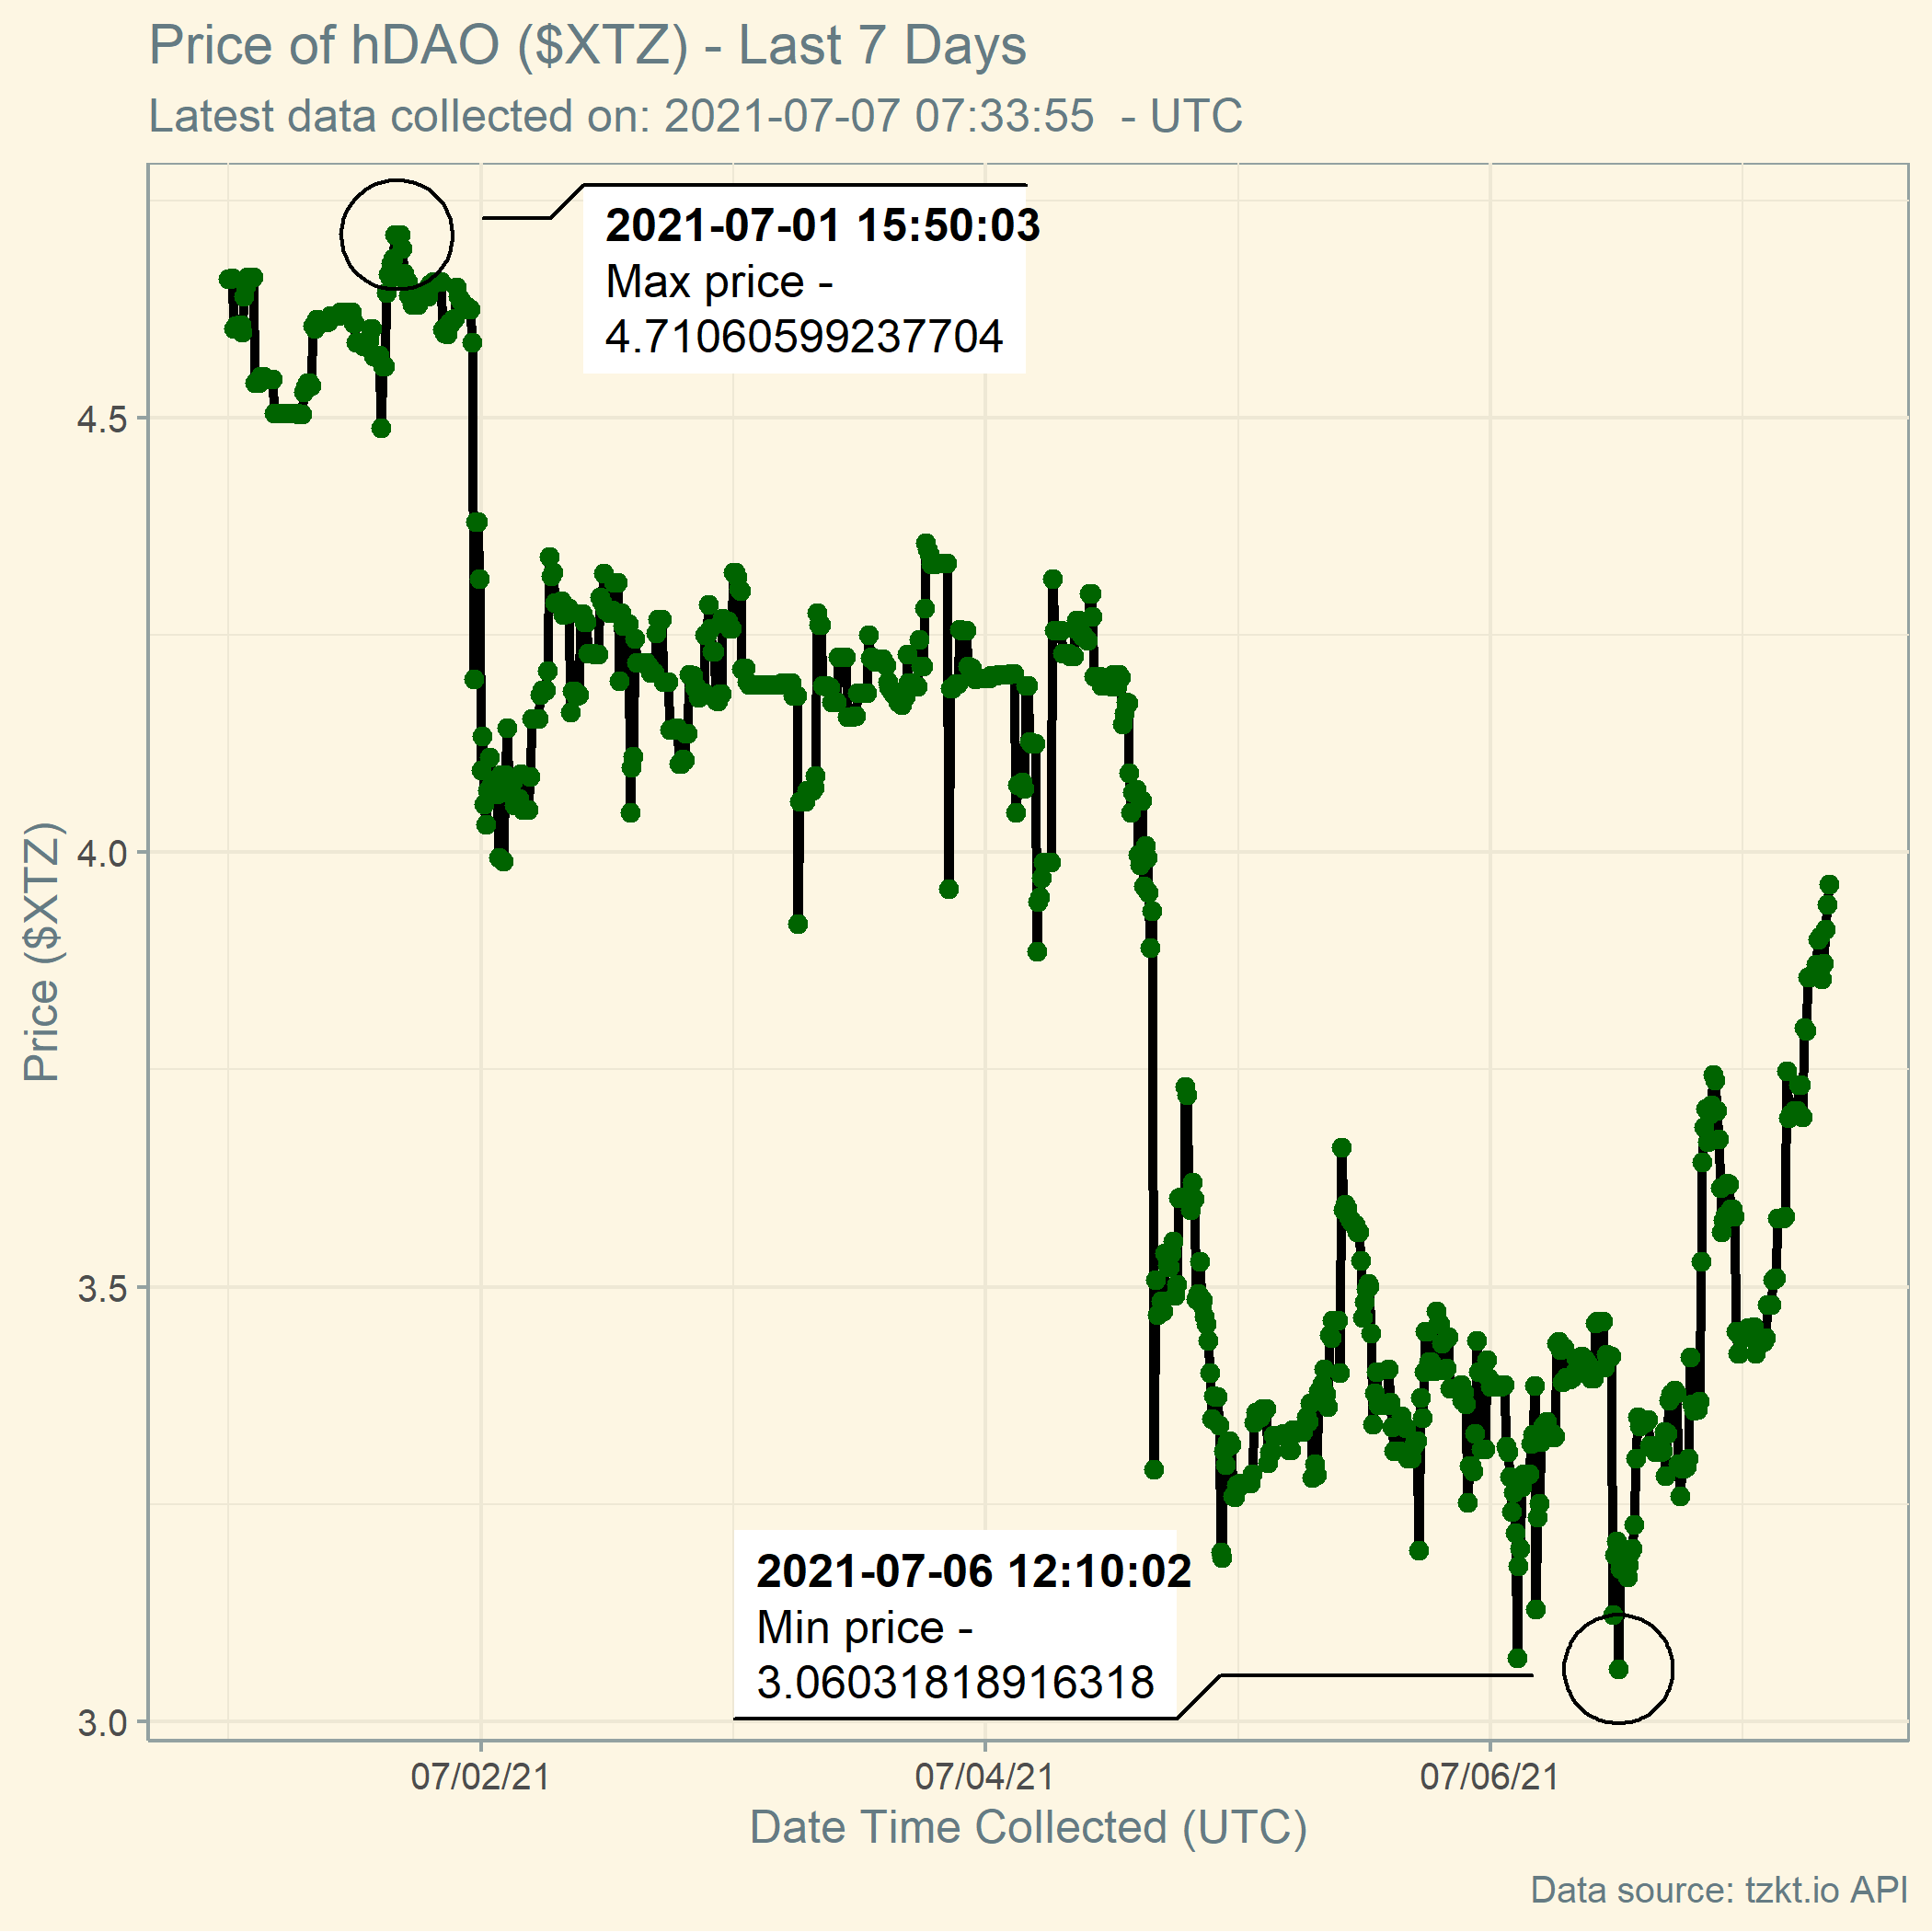 Price of hDAO ($XTZ) - Last 7 Days
Latest data collected on: 2021-07-07 07:33:55  - UTC
2021-07-01 15:50:03
Max price -
4.71060599237704
4.5
4.0
3.5
3.0
Price ($XTZ)
2021-07-06 12:10:02
Min price -
3.06031818916318
07/02/21
07/04/21
07/06/21
Date Time Collected (UTC)
Data source: tzkt.io API